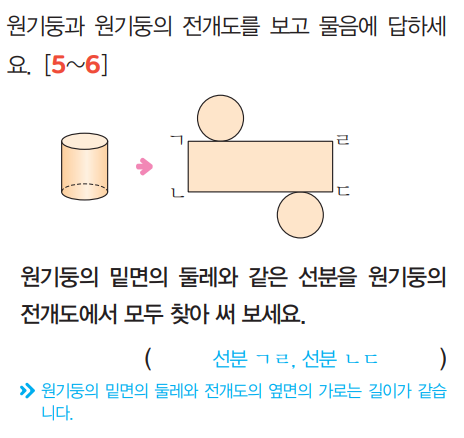 원기둥과 원기둥의 전개도를 보고 물음에 답하세
요. [5~6]
ㄱ ㄹ
ㄴ ㄷ
원기둥의 밑면의 둘레와 같은 선분을 원기둥의
전개도에서 모두 찾아 써 보세요.
( 선분 ㄱㄹ, 선분 ㄴㄷ )
원기둥의 밑면의 둘레와 전개도의 옆면의 가로는 길이가 같습
니다.